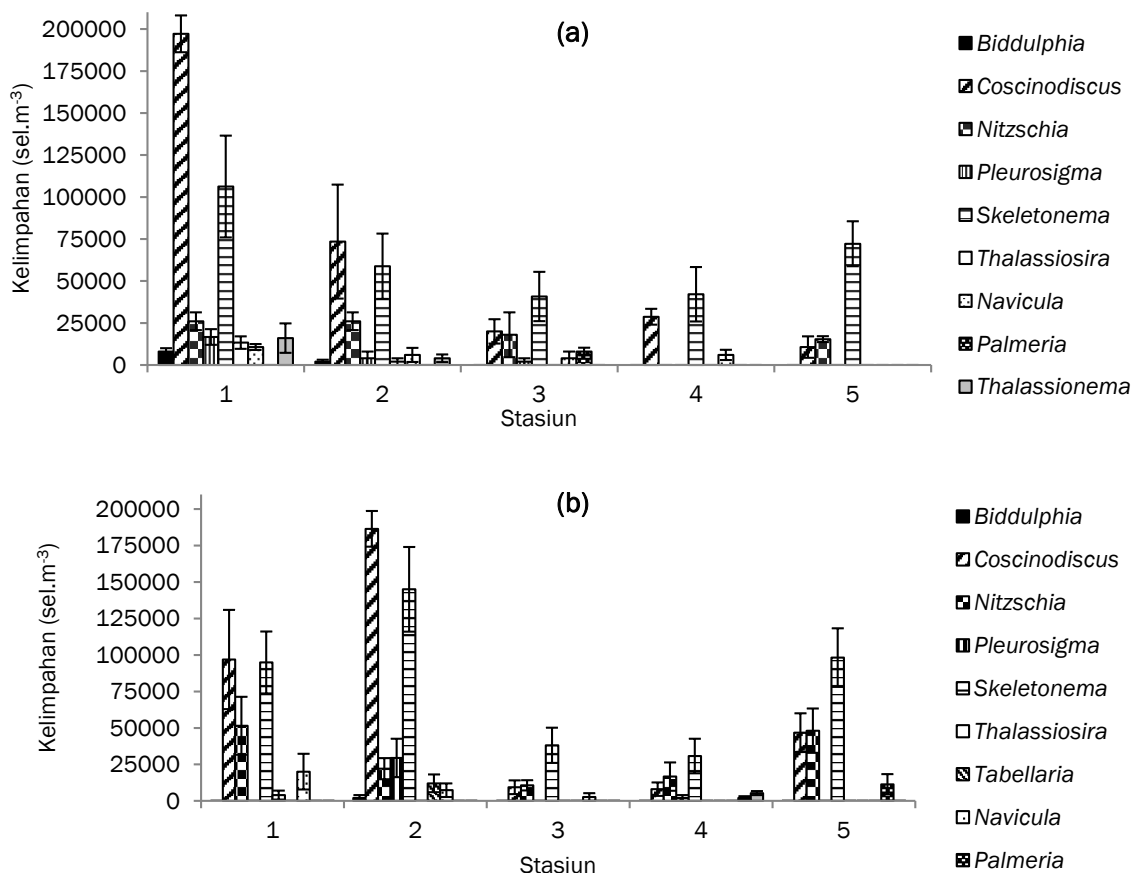 (a)
Kelimpahan (sel.m-3)
200000
175000
150000
125000
100000
75000
50000
25000
0
1 2 3 4 5
Stasiun
Biddulphia
Coscinodiscus
Nitzschia
Pleurosigma
Skeletonema
Thalassiosira
Navicula
Palmeria
Thalassionema
(b)
Kelimpahan (sel.m-3)
200000
175000
150000
125000
100000
75000
50000
25000
0
1 2 3 4 5
Stasiun
Biddulphia
Coscinodiscus
Nitzschia
Pleurosigma
Skeletonema
Thalassiosira
Tabellaria
Navicula
Palmeria